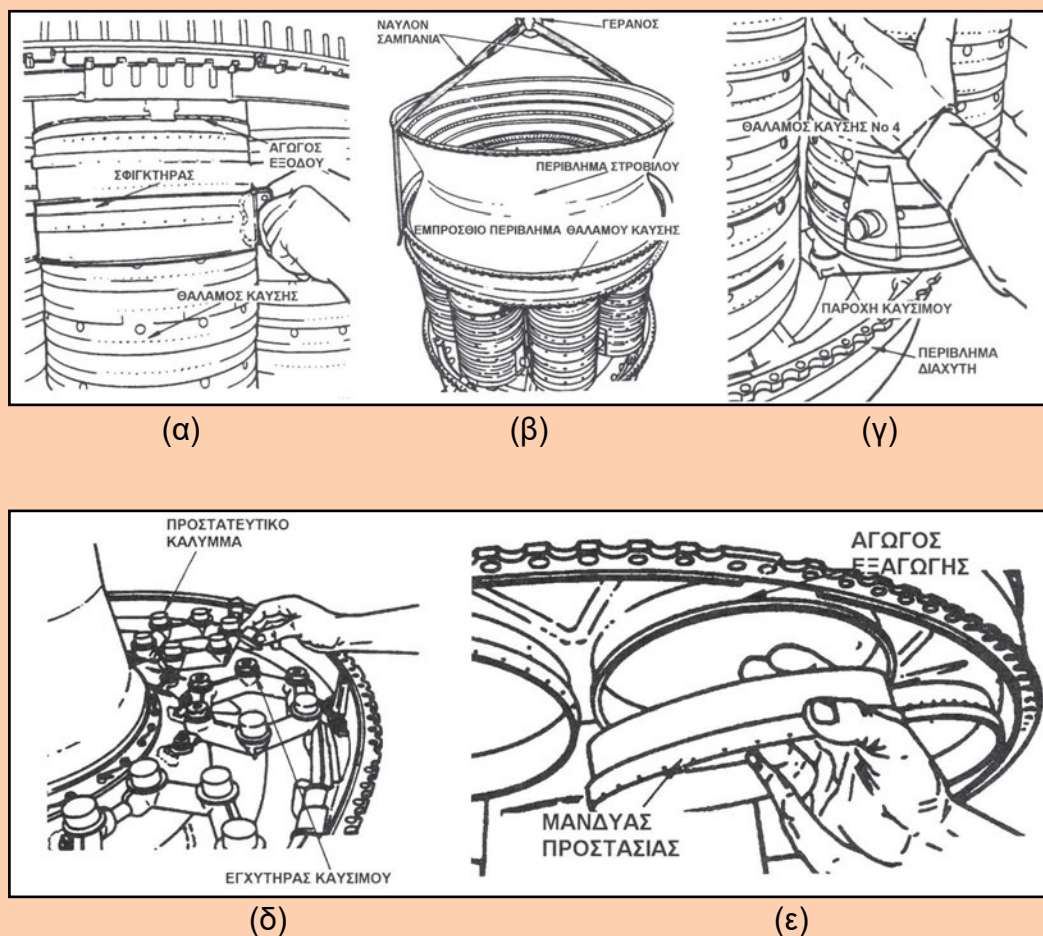 ΑΓΩΓΟΣ
ΕΞΟΔΟΥ
ΣΦΙΓΚΤΗΡΑΣ
ΘΑΛΑΜΟΣ ΚΑΥΣΗΣ
(α)
ΝΑΥΛΟΝ
ΣΑΜΠΑΝΙΑ
ΓΕΡΑΝΟΣ
ΠΕΡΙΒΛΗΜΑ ΣΤΡΟΒΙΛΟΥ
ΕΜΠΡΟΣΘΙΟ ΠΕΡΙΒΛΗΜΑ ΘΑΛΑΜΟΥ ΚΑΥΣΗΣ
(β)
ΘΑΛΑΜΟΣ ΚΑΥΣΗΣ Νο 4
ΠΑΡΟΧΗ ΚΑΥΣΙΜΟΥ
ΠΕΡΙΒΛΗΜΑ
ΔΙΑΧΥΤΗ
(γ)
ΠΡΟΣΤΑΤΕΥΤΙΚΟ
ΚΑΛΥΜΜΑ
ΕΓΧΥΤΗΡΑΣ ΚΑΥΣΙΜΟΥ
(δ)
ΑΓΩΓΟΣ
ΕΞΑΓΩΓΗΣ
ΜΑΝΔΥΑΣ
ΠΡΟΣΤΑΣΙΑΣ
(ε)